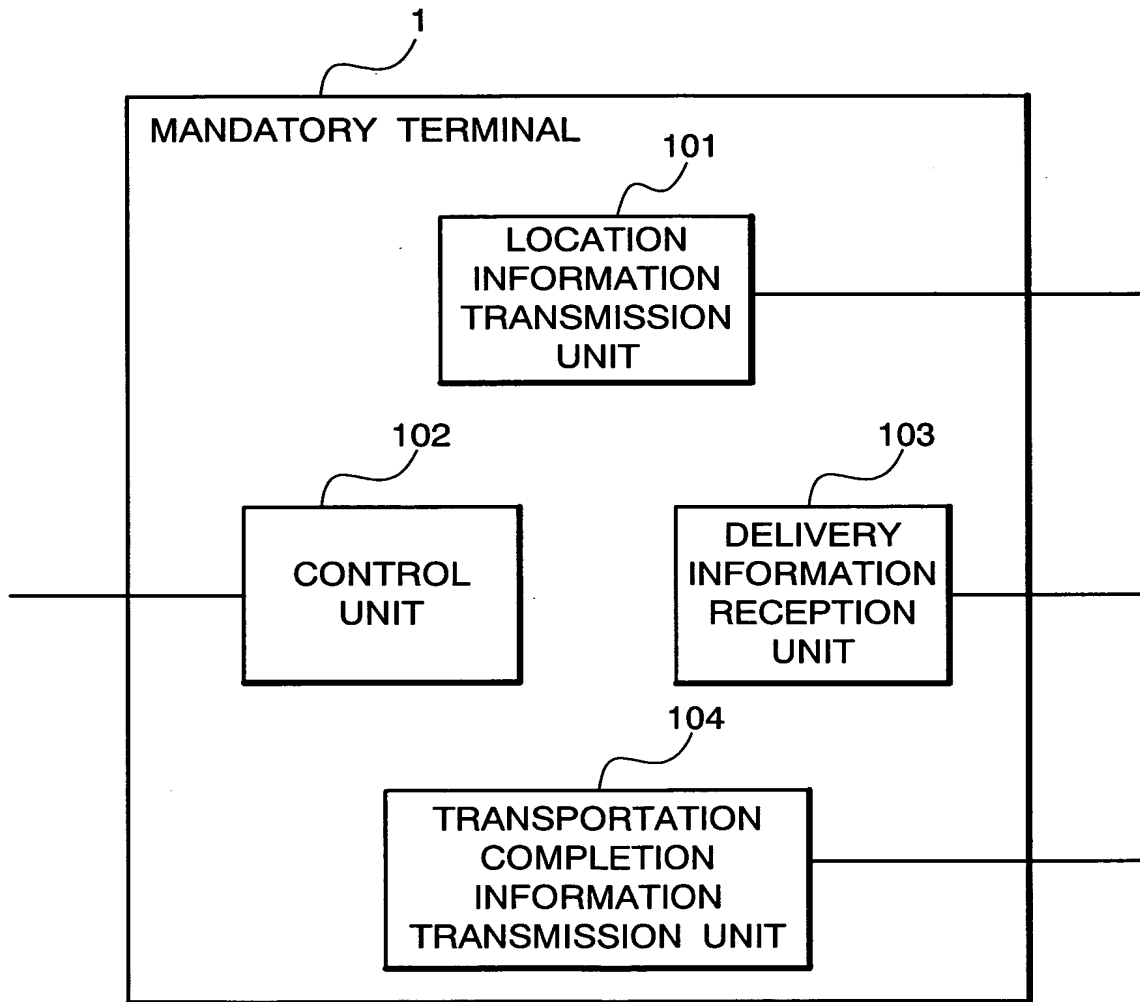 1
MANDATORY TERMINAL
101
LOCATION
INFORMATION
TRANSMISSION
UNIT
102
CONTROL
UNIT
103
DELIVERY
INFORMATION
RECEPTION
UNIT
104
TRANSPORTATION
COMPLETION
INFORMATION
TRANSMISSION UNIT